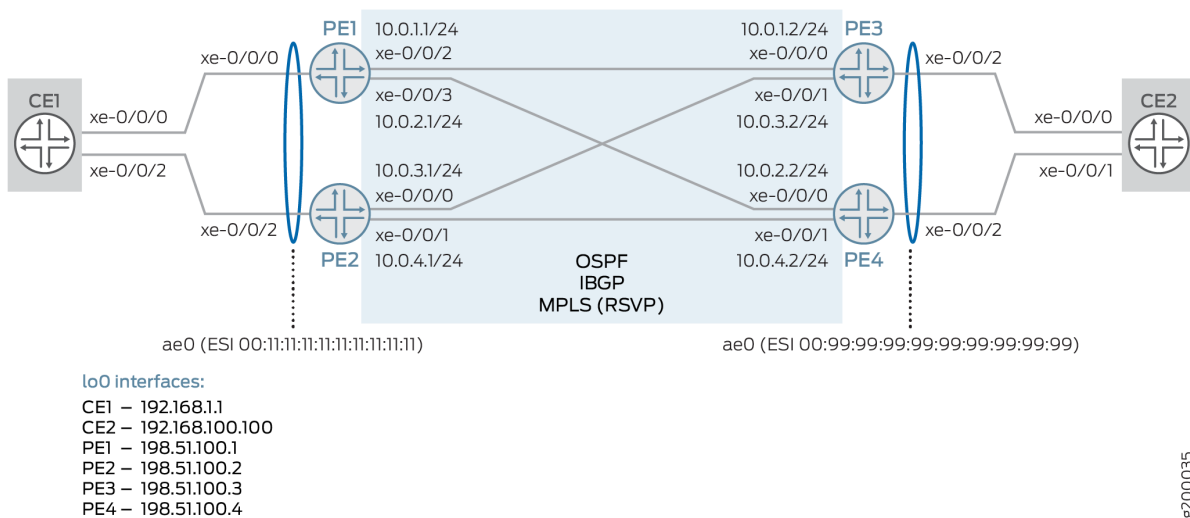 PE1
10.0.1.1/24
10.0.1.2/24
PE3
xe-0/0/0
xe-0/0/2
xe-0/0/0
xe-0/0/2
CE1
xe-0/0/0
xe-0/0/3
xe-0/0/1
xe-0/0/0
CE2
10.0.2.1/24
10.0.3.2/24
xe-0/0/2
10.0.3.1/24
10.0.2.2/24
xe-0/0/1
xe-0/0/0
xe-0/0/0
xe-0/0/2
xe-0/0/1
xe-0/0/1
xe-0/0/2
PE2
10.0.4.1/24
10.0.4.2/24
PE4
OSPF
IBGP
MPLS (RSVP)
ae0 (ESI 00:11:11:11:11:11:11:11:11:11)
ae0 (ESI 00:99:99:99:99:99:99:99:99:99)
lo0 interfaces:
CE1 – 192.168.1.1
CE2 – 192.168.100.100
PE1 – 198.51.100.1
PE2 – 198.51.100.2
PE3 – 198.51.100.3
PE4 – 198.51.100.4
g200035